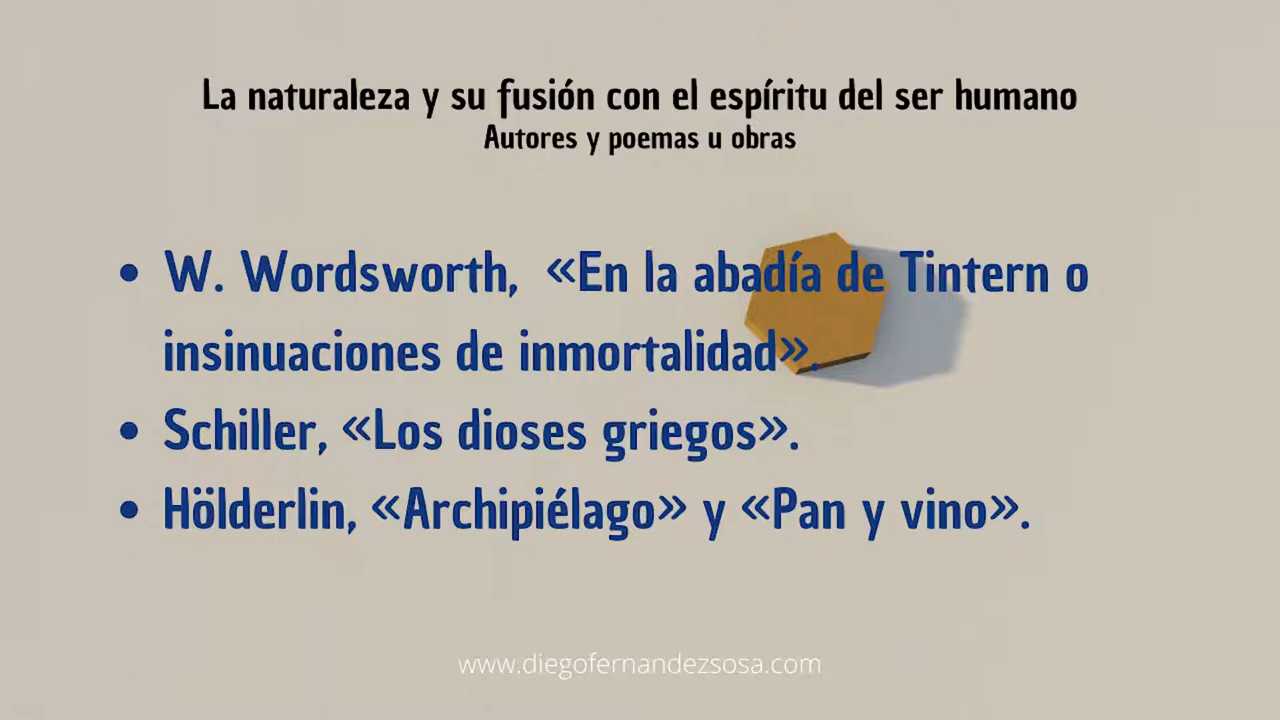 La naturaleza y su fusión con el espíritu del ser humano
Autores y poemas u obras
• W. Wordsworth, «En la abadía de Tintern o
insinuaciones de inmortalidad».
• Schiller, «Los dioses griegos».
• Hölderlin, «Archipiélago» y «Pan y vino».
www.diegofernandezsosa.com